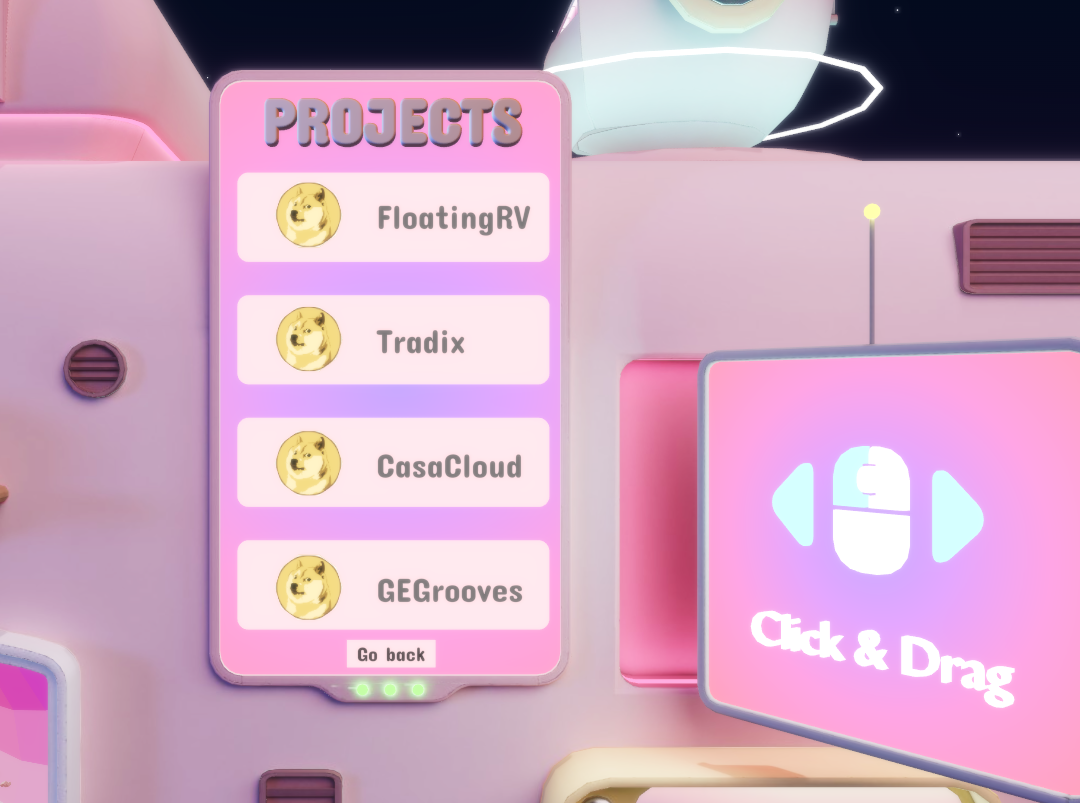 PROJECTS
FloatingRV
Tradix
CasaCloud
GEGrooves
Go back
Click & Drag